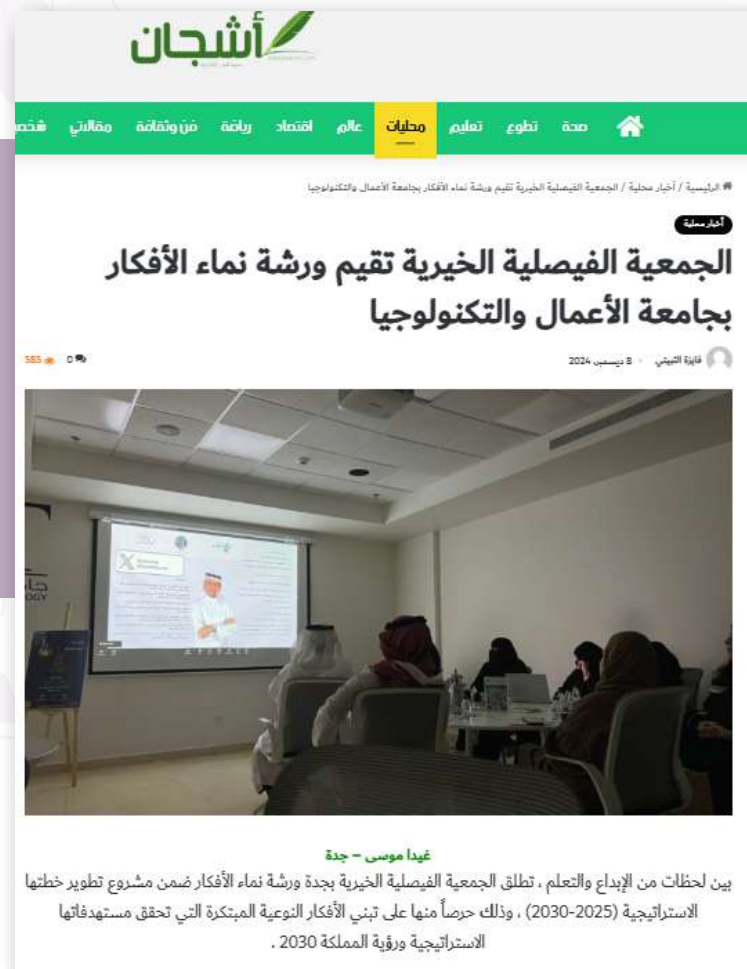 أشجان
صحة تطوع تعليم محليات عالم اقتصاد رياضة فن وثقافة مقالاتي شخصي
الرئيسية / أخبار محلية / الجمعية الفيصلية الخيرية تقيم ورشة نماء الأفكار بجامعة الأعمال والتكنولوجيا
أخبار محلية
الجمعية الفيصلية الخيرية تقيم ورشة نماء الأفكار
بجامعة الأعمال والتكنولوجيا
فايزة الثبيتي 8 ديسمبر، 2024 0 585
OGY
غيدا موسى – جدة
بين لحظات من الإبداع والتعلم ، تطلق الجمعية الفيصلية الخيرية بجدة ورشة نماء الأفكار ضمن مشروع تطوير خطتها
الاستراتيجية (2025-2030) ، وذلك حرصاً منها على تبني الأفكار النوعية المبتكرة التي تحقق مستهدفاتها
الاستراتيجية ورؤية المملكة 2030 .